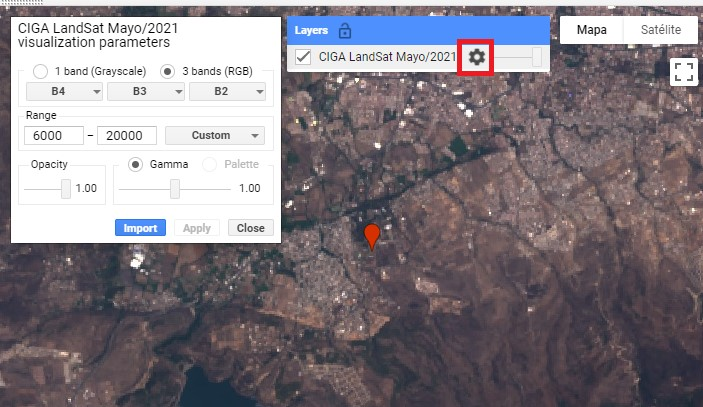 CIGA LandSat Mayo/2021
visualization parameters
1 band (Grayscale) 3 bands (RGB)
B4 B3 B2
Range
6000 – 20000 Custom
Opacity Gamma Palette
1.00 1.00
Import Apply Close
Layers
CIGA LandSat Mayo/2021
Mapa Satélite